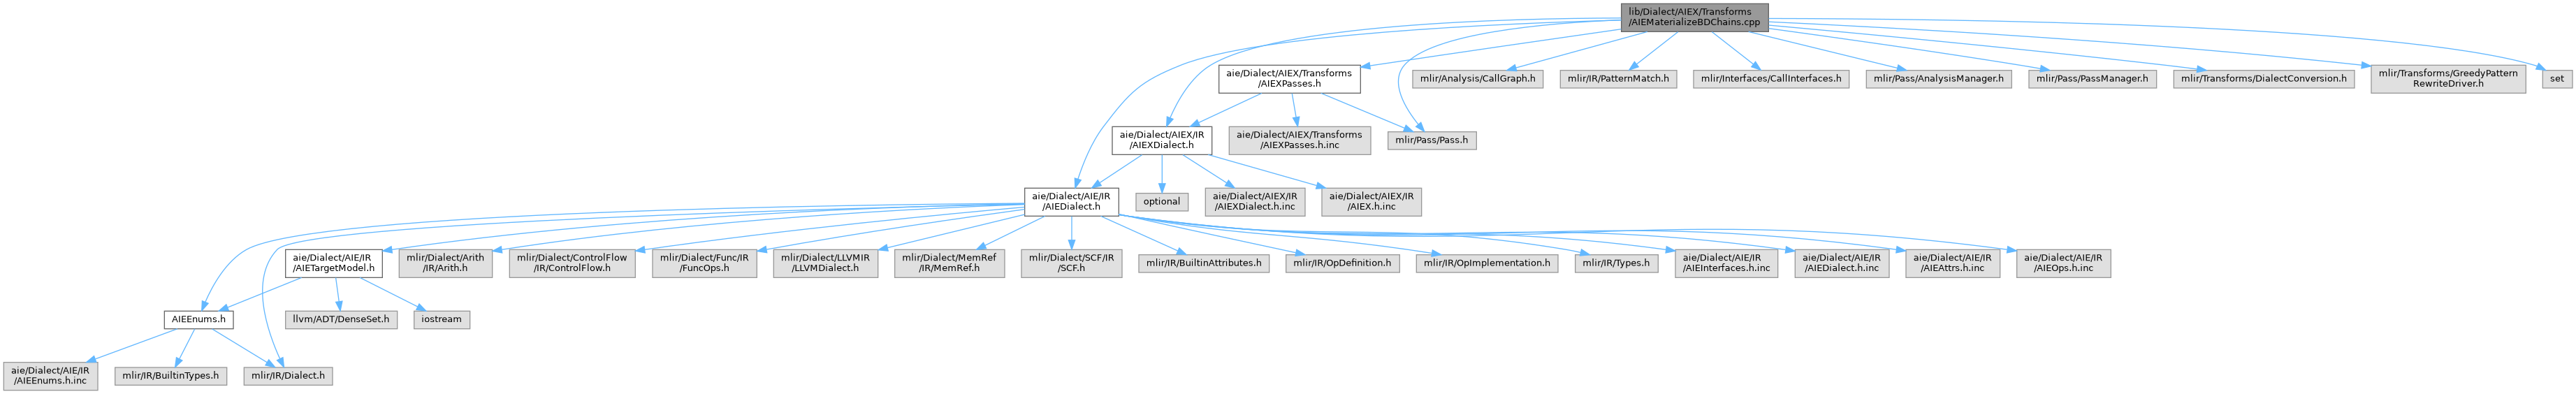 lib/Dialect/AIEX/Transforms
/AIEMaterializeBDChains.cpp
aie/Dialect/AIEX/Transforms
/AIEXPasses.h
mlir/Analysis/CallGraph.h
mlir/IR/PatternMatch.h
mlir/Interfaces/CallInterfaces.h
mlir/Pass/AnalysisManager.h
mlir/Pass/PassManager.h
mlir/Transforms/DialectConversion.h
mlir/Transforms/GreedyPattern
RewriteDriver.h
set
aie/Dialect/AIEX/IR
/AIEXDialect.h
aie/Dialect/AIEX/Transforms
/AIEXPasses.h.inc
mlir/Pass/Pass.h
aie/Dialect/AIE/IR
/AIEDialect.h
optional
aie/Dialect/AIEX/IR
/AIEXDialect.h.inc
aie/Dialect/AIEX/IR
/AIEX.h.inc
aie/Dialect/AIE/IR
/AIETargetModel.h
mlir/Dialect/Arith
/IR/Arith.h
mlir/Dialect/ControlFlow
/IR/ControlFlow.h
mlir/Dialect/Func/IR
/FuncOps.h
mlir/Dialect/LLVMIR
/LLVMDialect.h
mlir/Dialect/MemRef
/IR/MemRef.h
mlir/Dialect/SCF/IR
/SCF.h
mlir/IR/BuiltinAttributes.h
mlir/IR/OpDefinition.h
mlir/IR/OpImplementation.h
mlir/IR/Types.h
aie/Dialect/AIE/IR
/AIEInterfaces.h.inc
aie/Dialect/AIE/IR
/AIEDialect.h.inc
aie/Dialect/AIE/IR
/AIEAttrs.h.inc
aie/Dialect/AIE/IR
/AIEOps.h.inc
AIEEnums.h
llvm/ADT/DenseSet.h
iostream
aie/Dialect/AIE/IR
/AIEEnums.h.inc
mlir/IR/BuiltinTypes.h
mlir/IR/Dialect.h